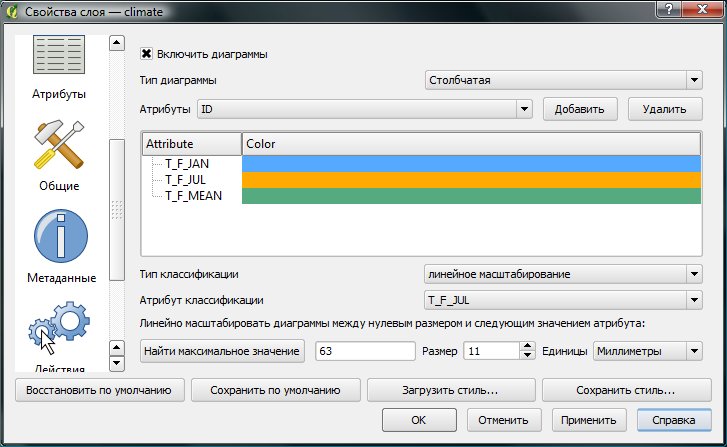 Свойства слоя — climate
Атрибуты
Общие
Метаданные
Действия
Включить диаграммы
Тип диаграммы Столбчатая
Атрибуты ID Добавить Удалить
Attribute Color
T_F_JAN
T_F_JUL
T_F_MEAN
Тип классификации линейное масштабирование
Атрибут классификации T_F_JUL
Линейно масштабировать диаграммы между нулевым размером и следующим значением атрибута:
Найти максимальное значение 63 Размер 11 Единицы Миллиметры
Восстановить по умолчанию Сохранить по умолчанию Загрузить стиль... Сохранить стиль...
OK Отменить Применить Справка